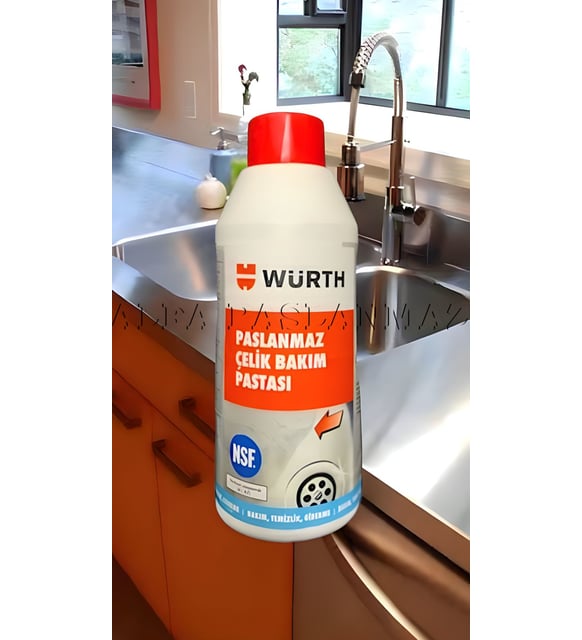 WÜRTH
ALFA PASLANMAZ
PASLANMAZ
ÇELİK BAKIM
PASTASI
NSF.
BAKIM, TEMİZLİK, GİDERME